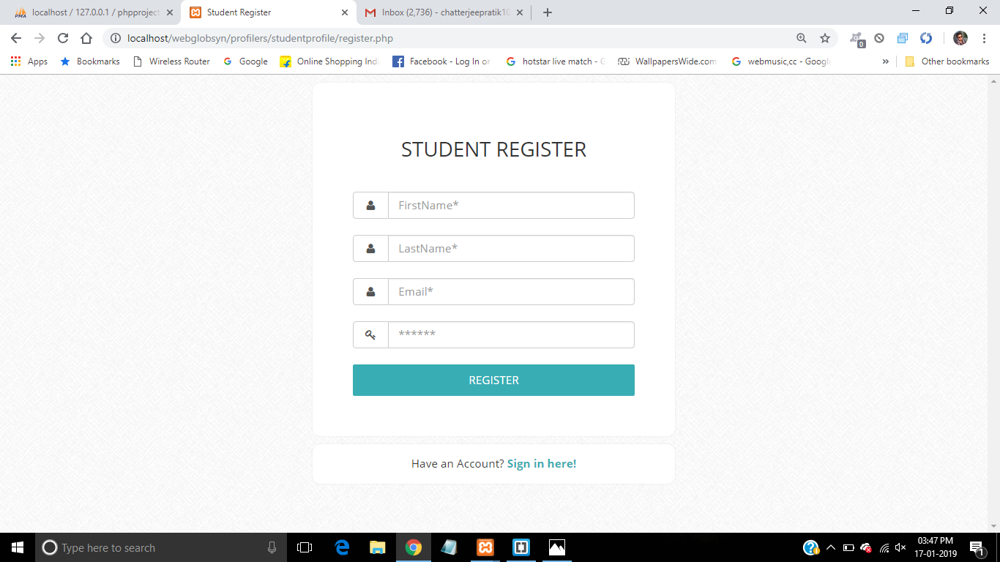 localhost / 127.0.0.1 / phpproject
Student Register
Inbox (2,736) - chatterjeepratik10
localhost/webglobsyn/profilers/studentprofile/register.php
0
Apps
Bookmarks
Wireless Router
Google
Online Shopping Indi
Facebook - Log In or
hotstar live match - G
WallpapersWide.com
webmusic,cc - Googl
»
Other bookmarks
STUDENT REGISTER
FirstName*
LastName*
Email*
******
REGISTER
Have an Account? Sign in here!
Type here to search
03:47 PM
17-01-2019
1